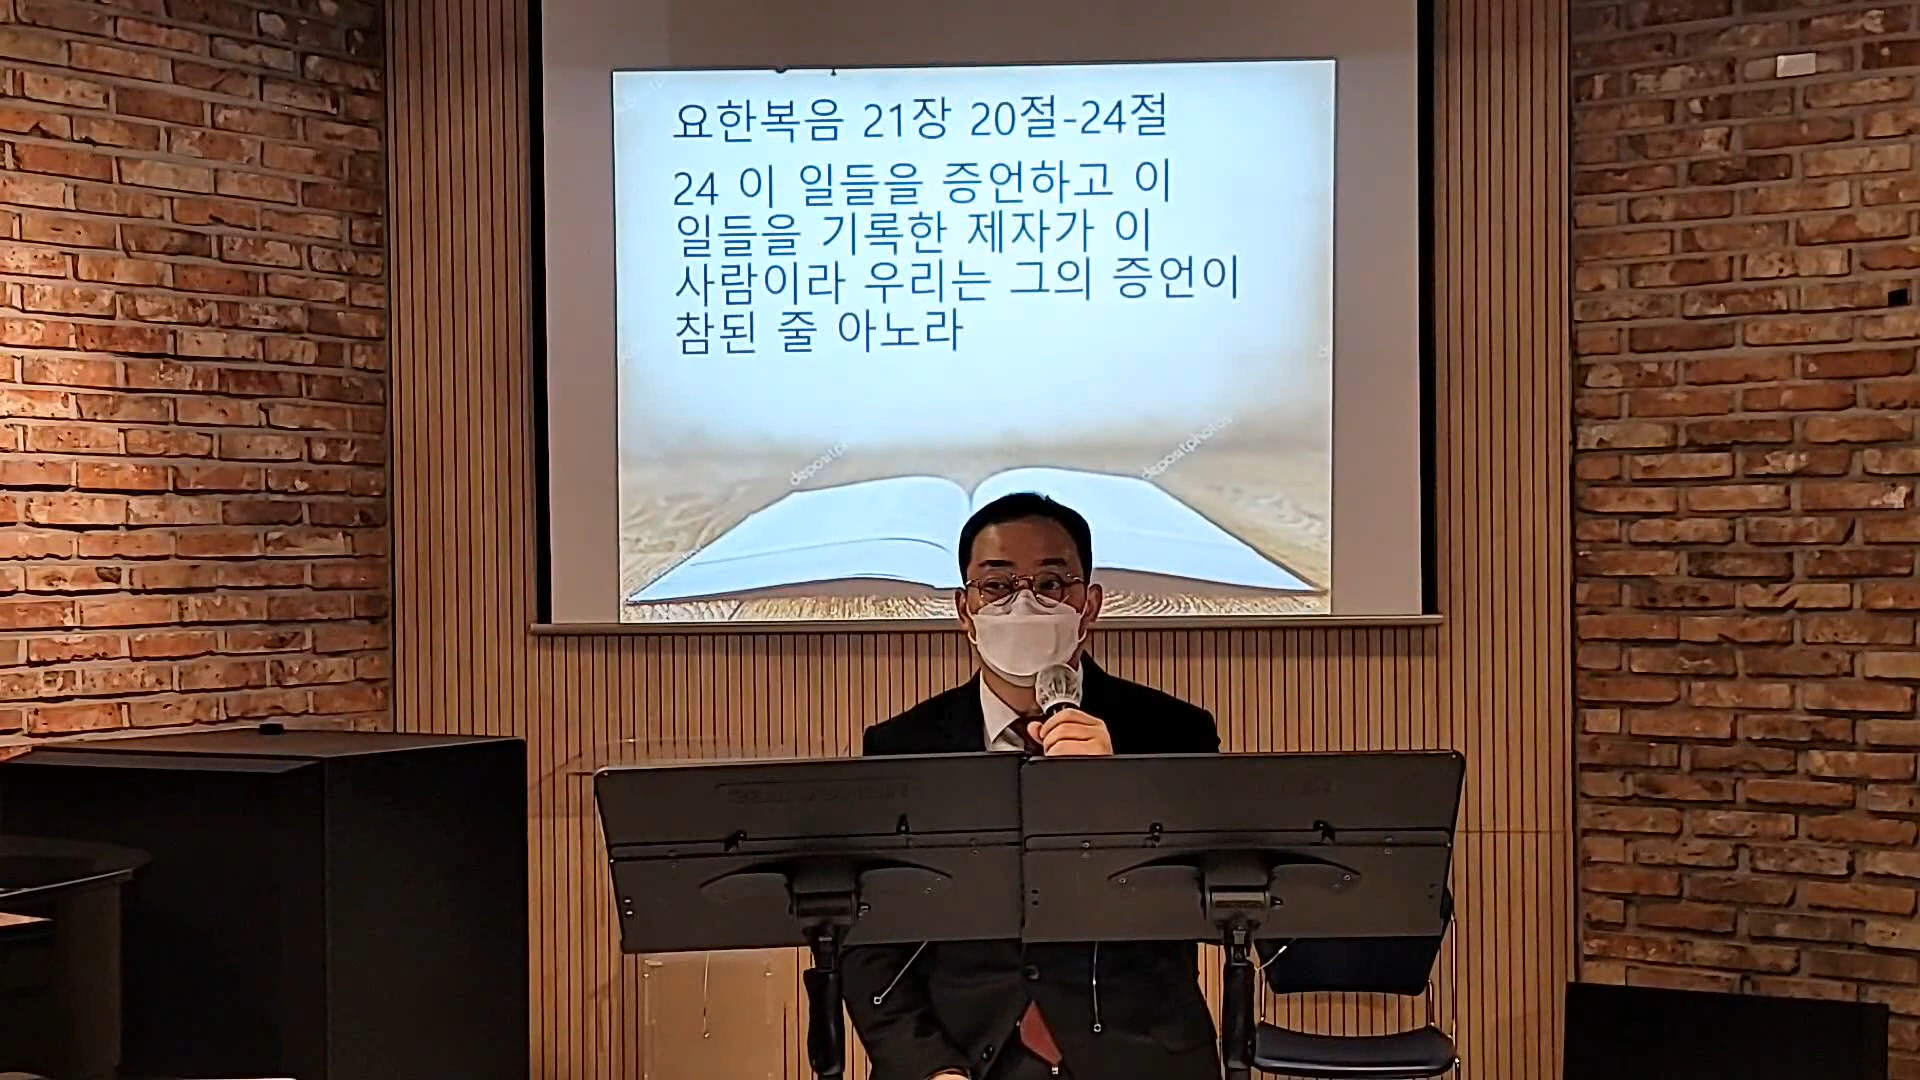 요한복음 21장 20절-24절
24 이 일들을 증언하고 이
일들을 기록한 제자가 이
사람이라 우리는 그의 증언이
참된 줄 아노라
depositphotos